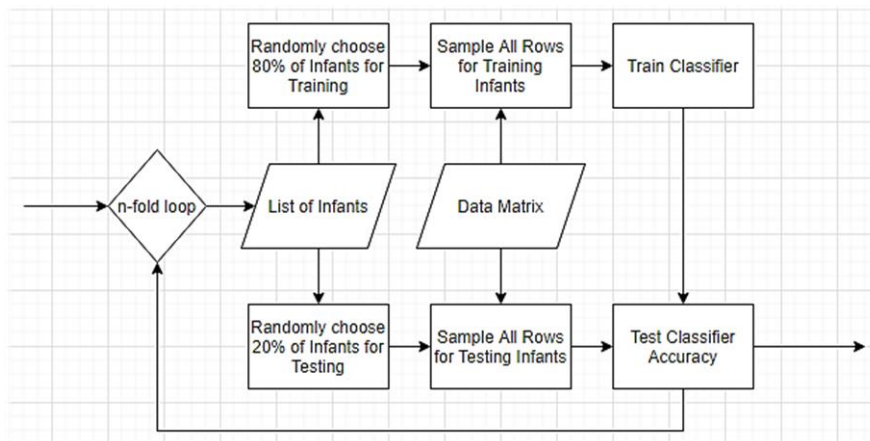 Randomly choose
80% of Infants for
Training
Sample All Rows
for Training
Infants
Train Classifier
n-fold loop
List of Infants
Data Matrix
Randomly choose
20% of Infants for
Testing
Sample All Rows
for Testing Infants
Test Classifier
Accuracy